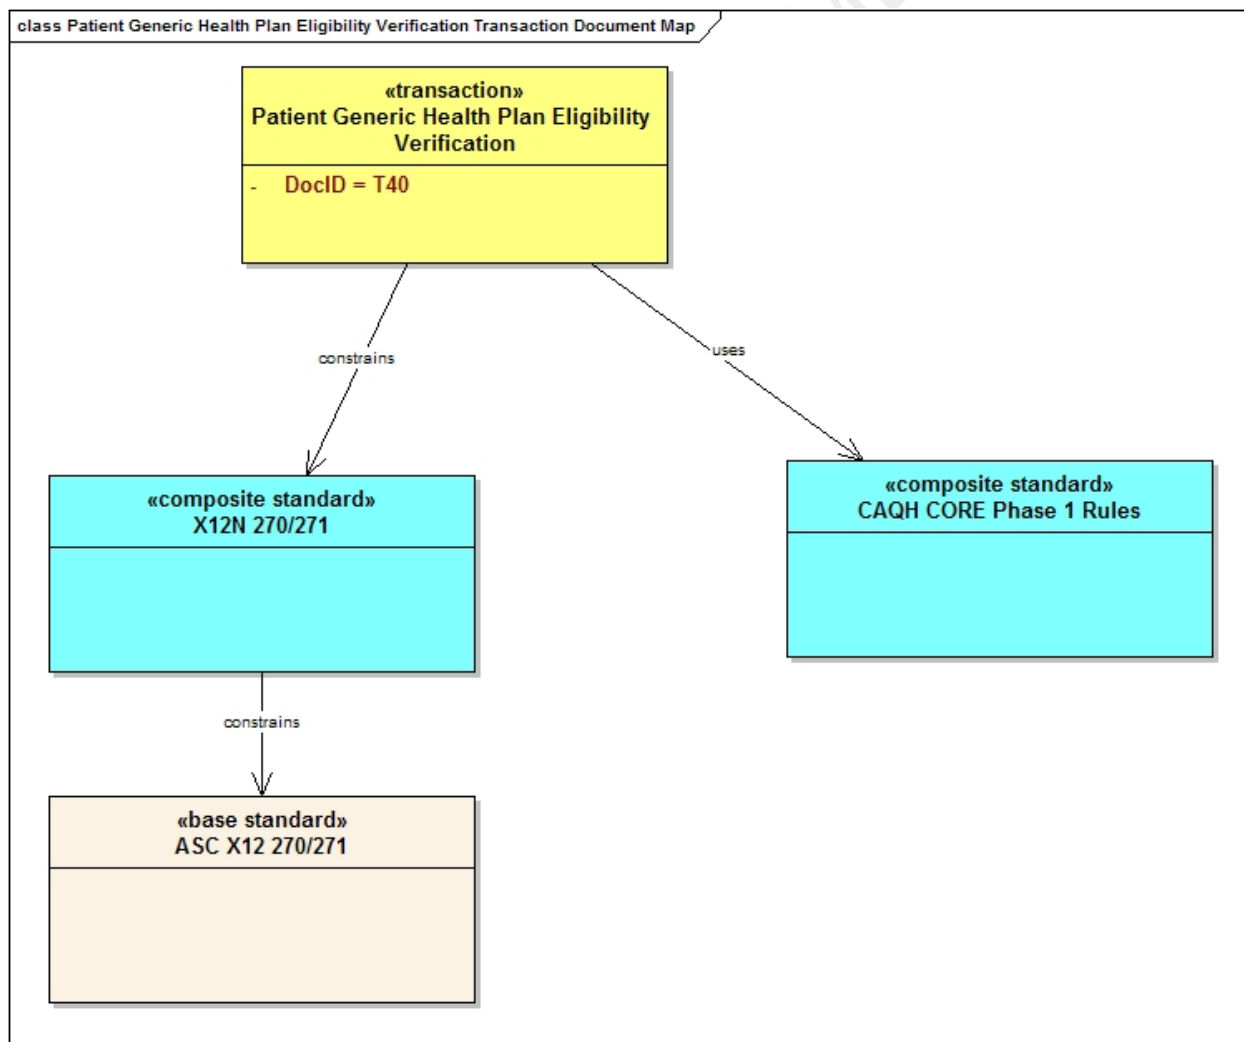 class Patient Generic Health Plan Eligibility Verification Transaction Document Map
«transaction»
Patient Generic Health Plan Eligibility
Verification
- DocID = T40
constrains
uses
«composite standard»
X12N 270/271
«composite standard»
CAQH CORE Phase 1 Rules
constrains
«base standard»
ASC X12 270/271